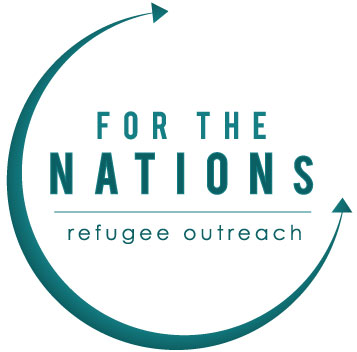 FOR THE
NATIONS
refugee outreach